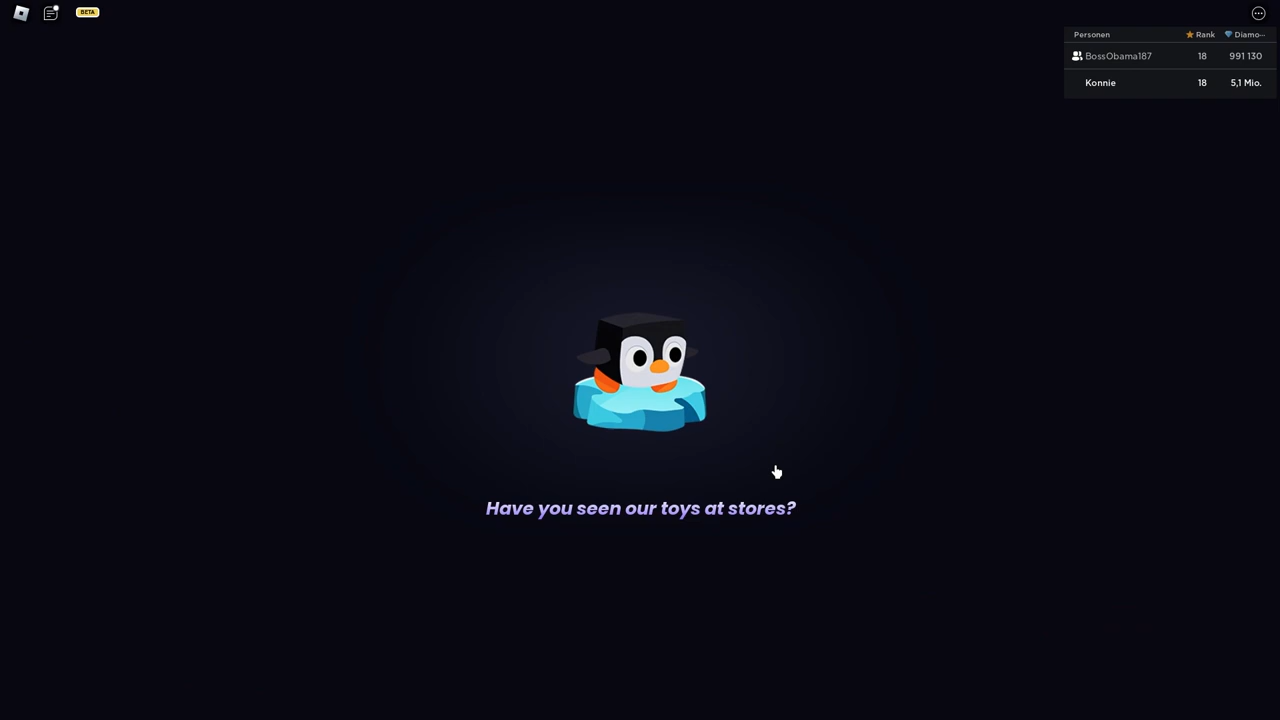 BETA
Personen Rank Diamo...
BossObama187 18 991 130
Konnie 18 5,1 Mio.
Have you seen our toys at stores?